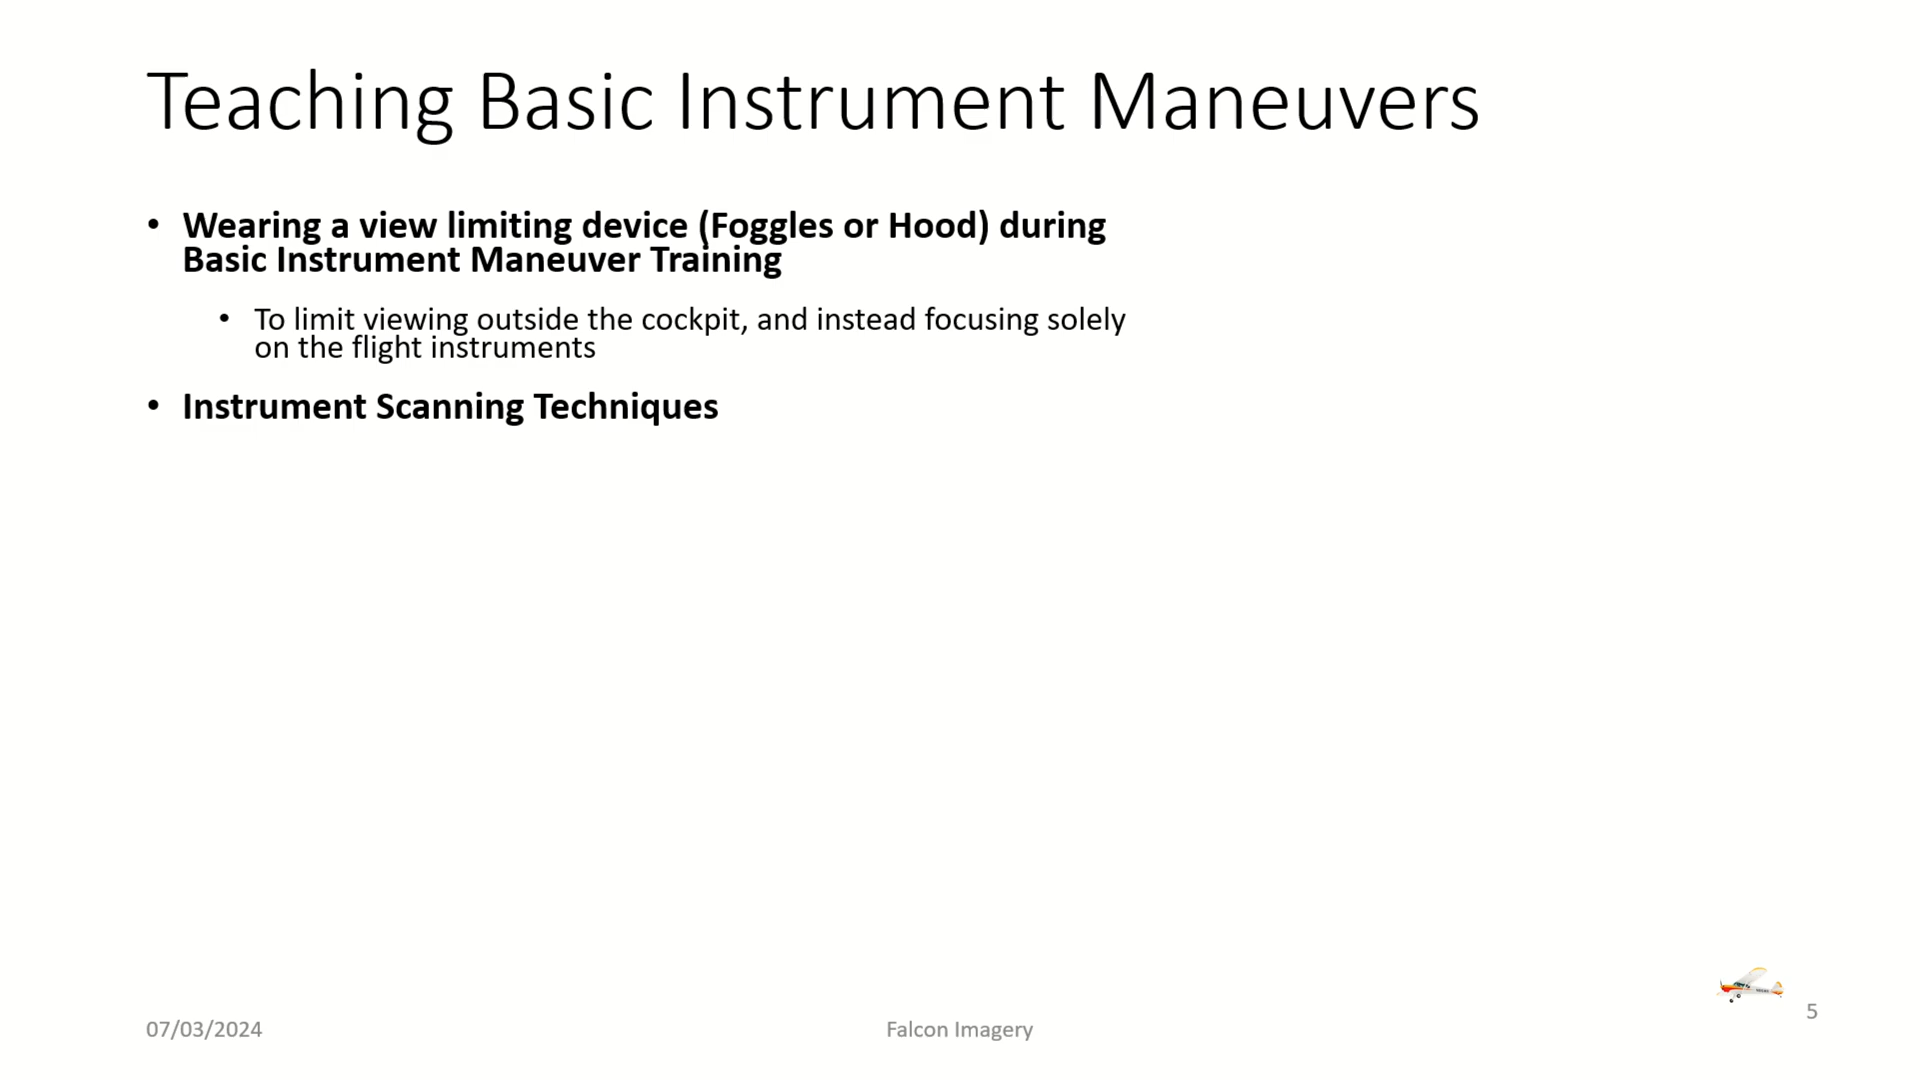 Teaching Basic Instrument Maneuvers
• Wearing a view limiting device (Foggles or Hood) during
Basic Instrument Maneuver Training
• To limit viewing outside the cockpit, and instead focusing solely
on the flight instruments
• Instrument Scanning Techniques
07/03/2024
Falcon Imagery
5